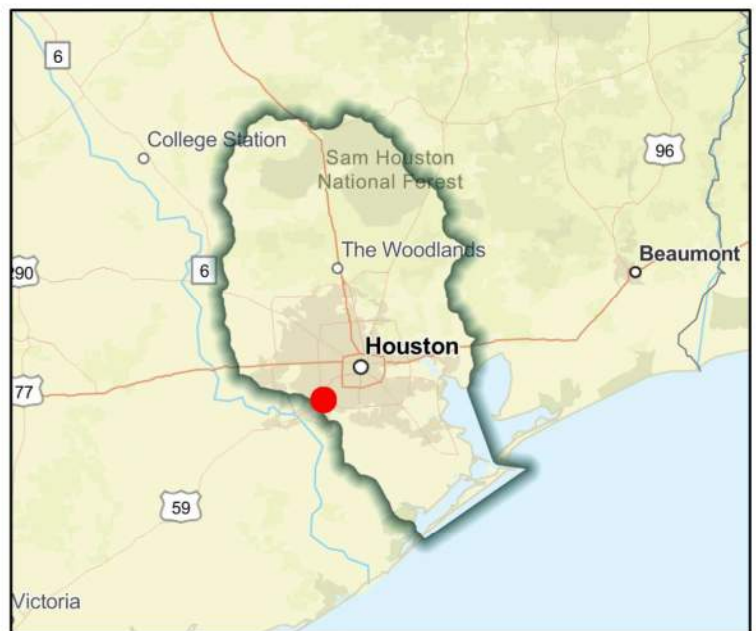 6
College Station
Sam Houston
National Forest
96
The Woodlands
290
6
Beaumont
Houston
77
59
Victoria